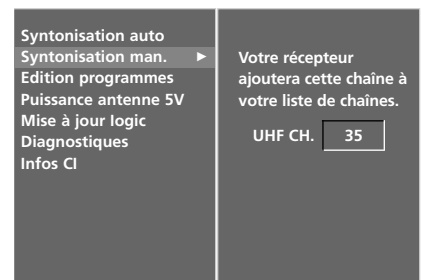 Syntonisation auto
Syntonisation man. ►
Edition programmes
Puissance antenne 5V
Mise à jour logic
Diagnostiques
Infos CI
Votre récepteur
ajoutera cette chaîne à
votre liste de chaînes.
UHF CH. 35